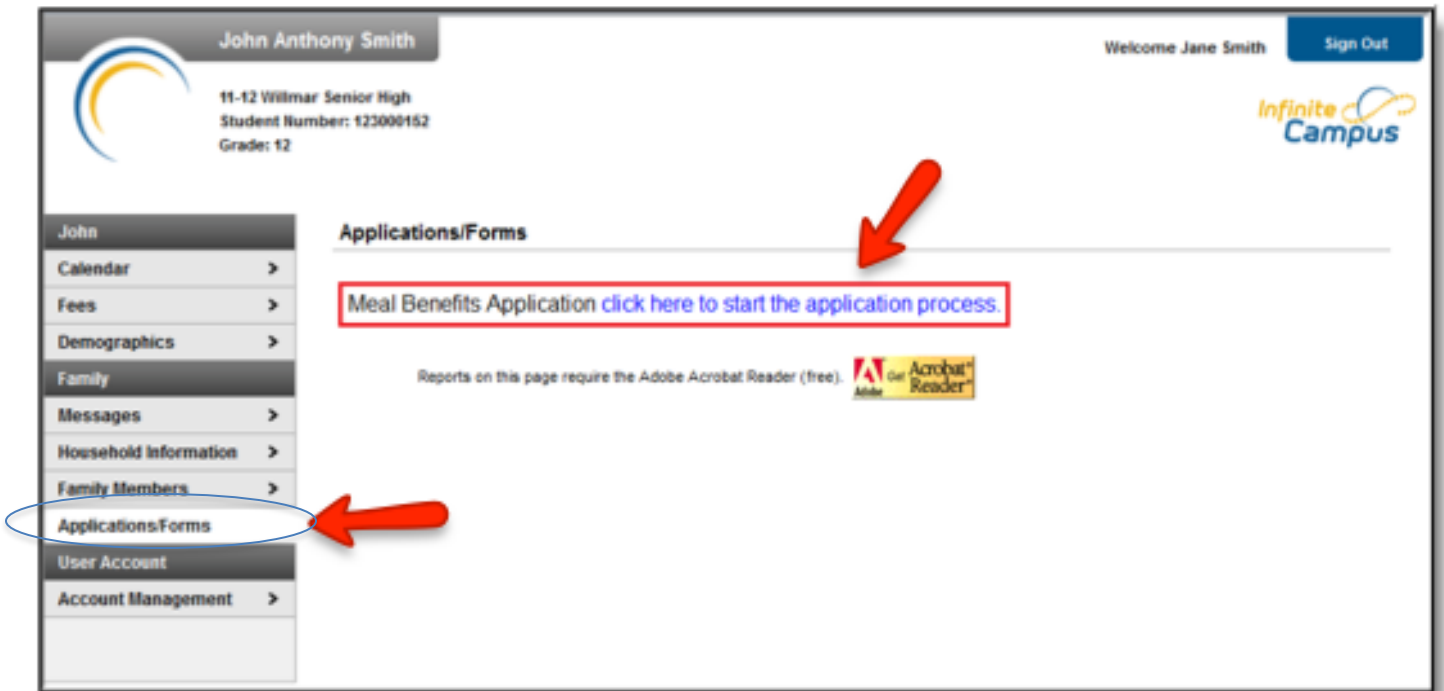 John Anthony Smith
Welcome Jane Smith
Sign Out
11-12 Willmar Senior High
Student Number: 123000152
Grade: 12
Infinite
Campus
John
Calendar
Fees
Demographics
Family
Messages
Household Information
Family Members
Applications/Forms
User Account
Account Management
Applications/Forms
Meal Benefits Application click here to start the application process.
Reports on this page require the Adobe Acrobat Reader (free).
Adobe
Get Acrobat®
Reader®